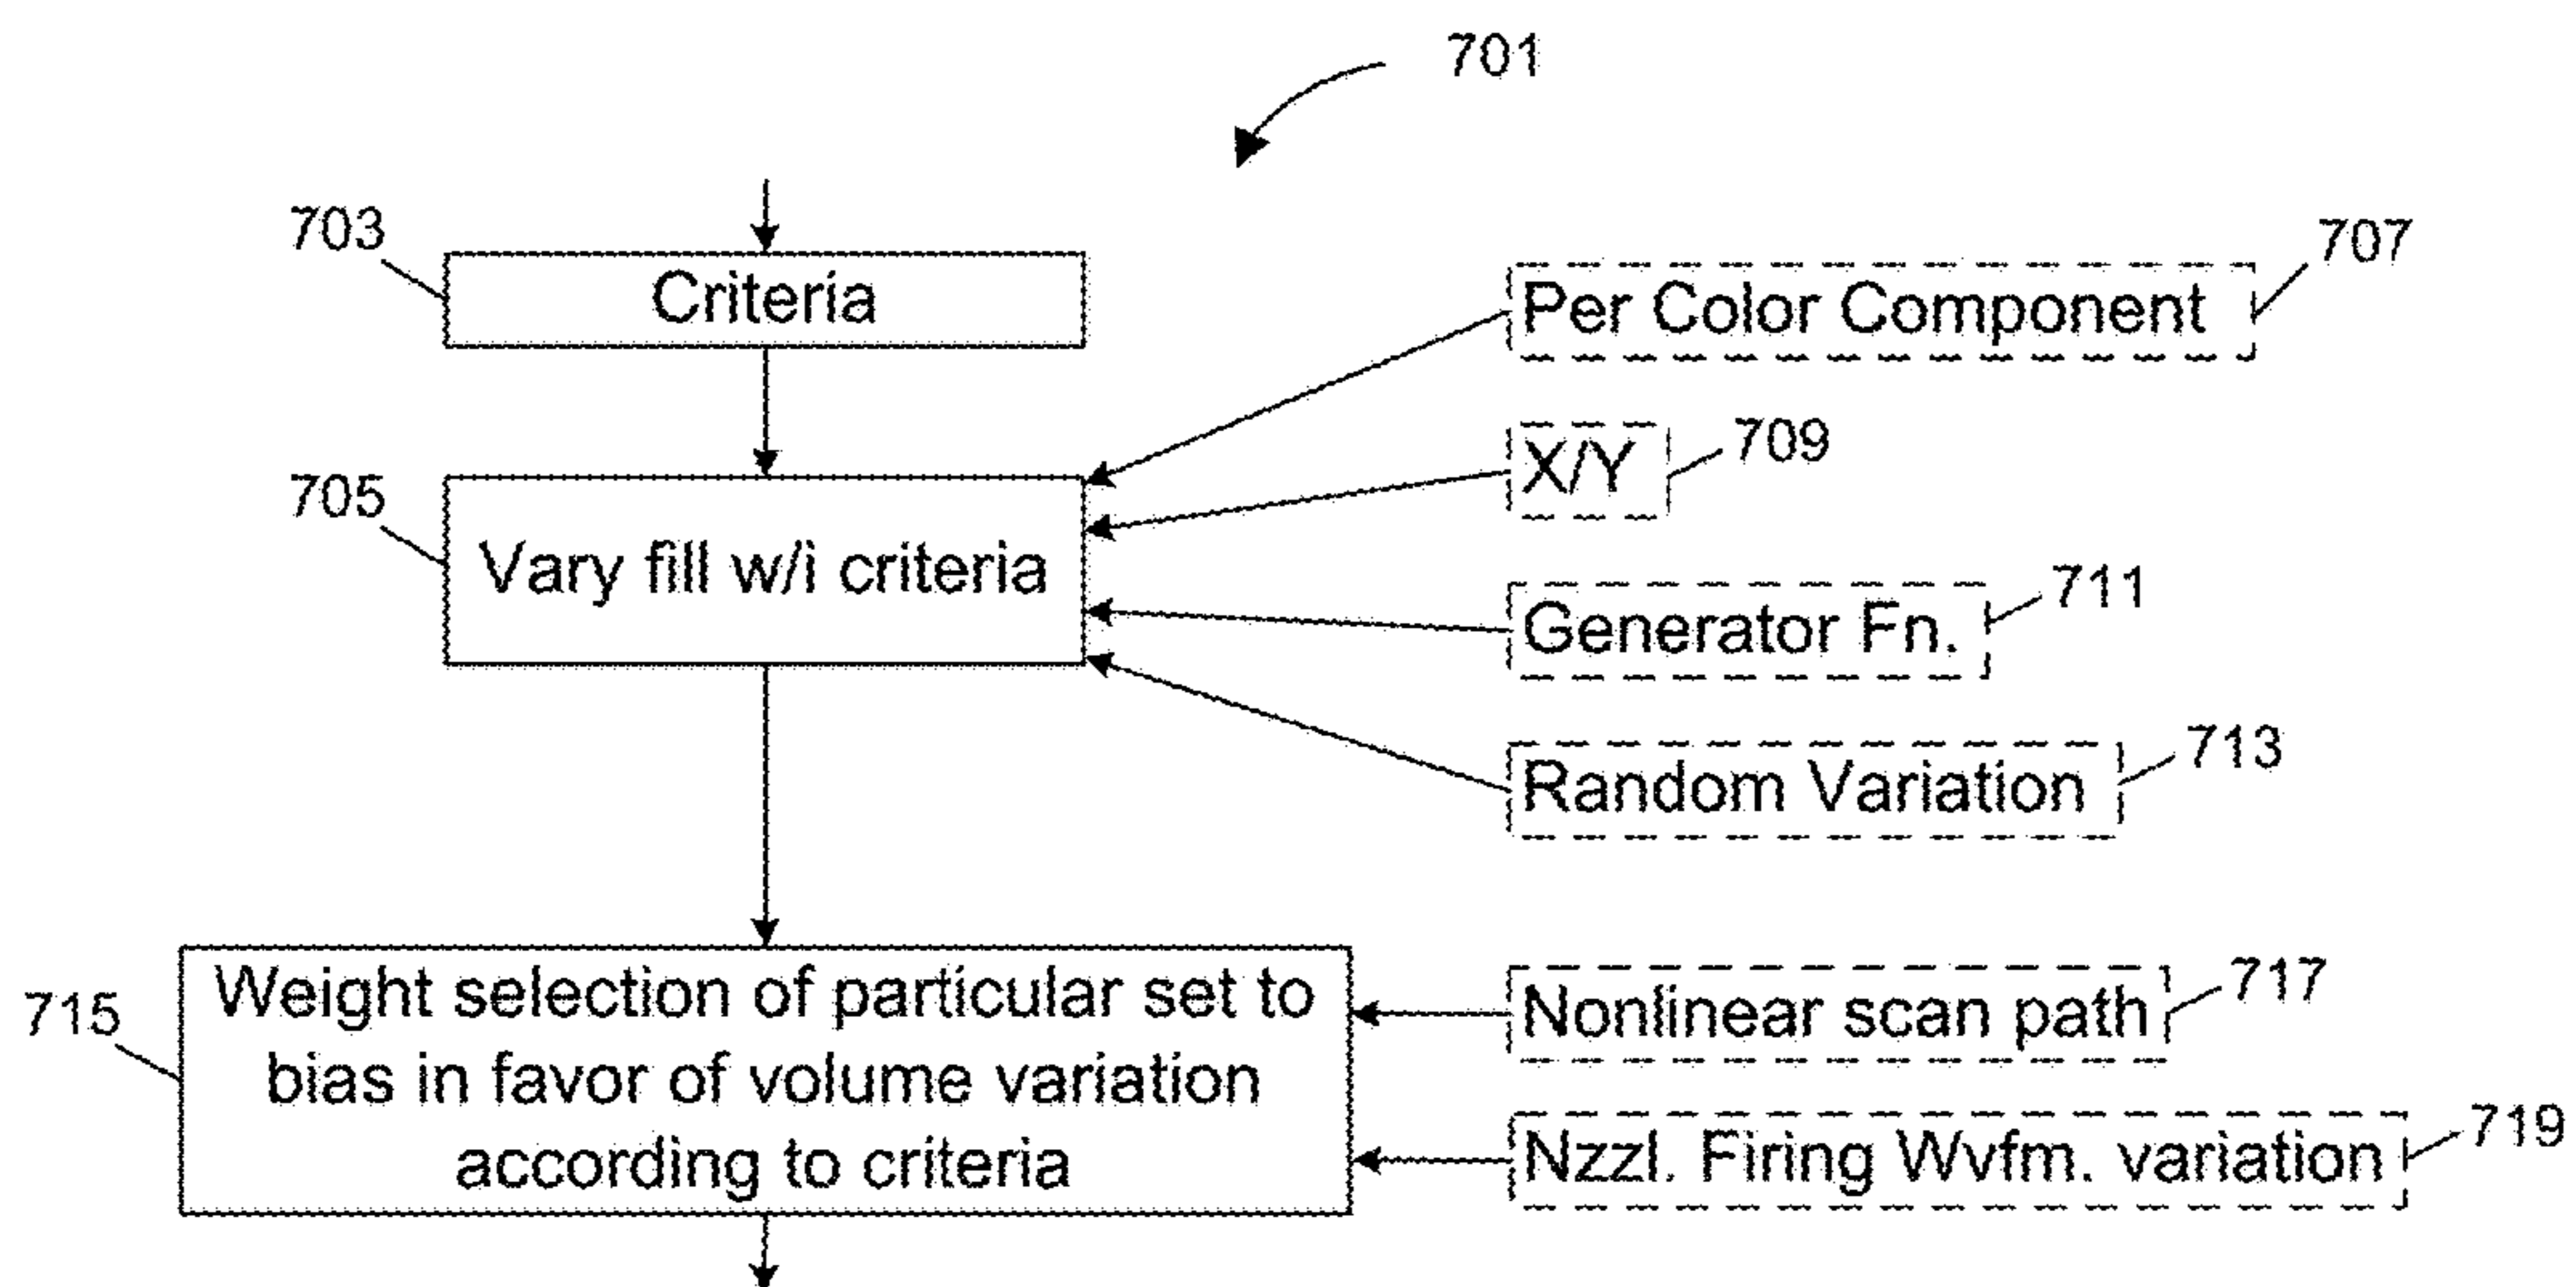 701
703
Criteria
Per Color Component
707
705
Vary fill w/i criteria
X/Y
709
Generator Fn.
711
Random Variation
713
715
Weight selection of particular set to
bias in favor of volume variation
according to criteria
Nonlinear scan path
717
Nzzl. Firing Wvfm. variation
719